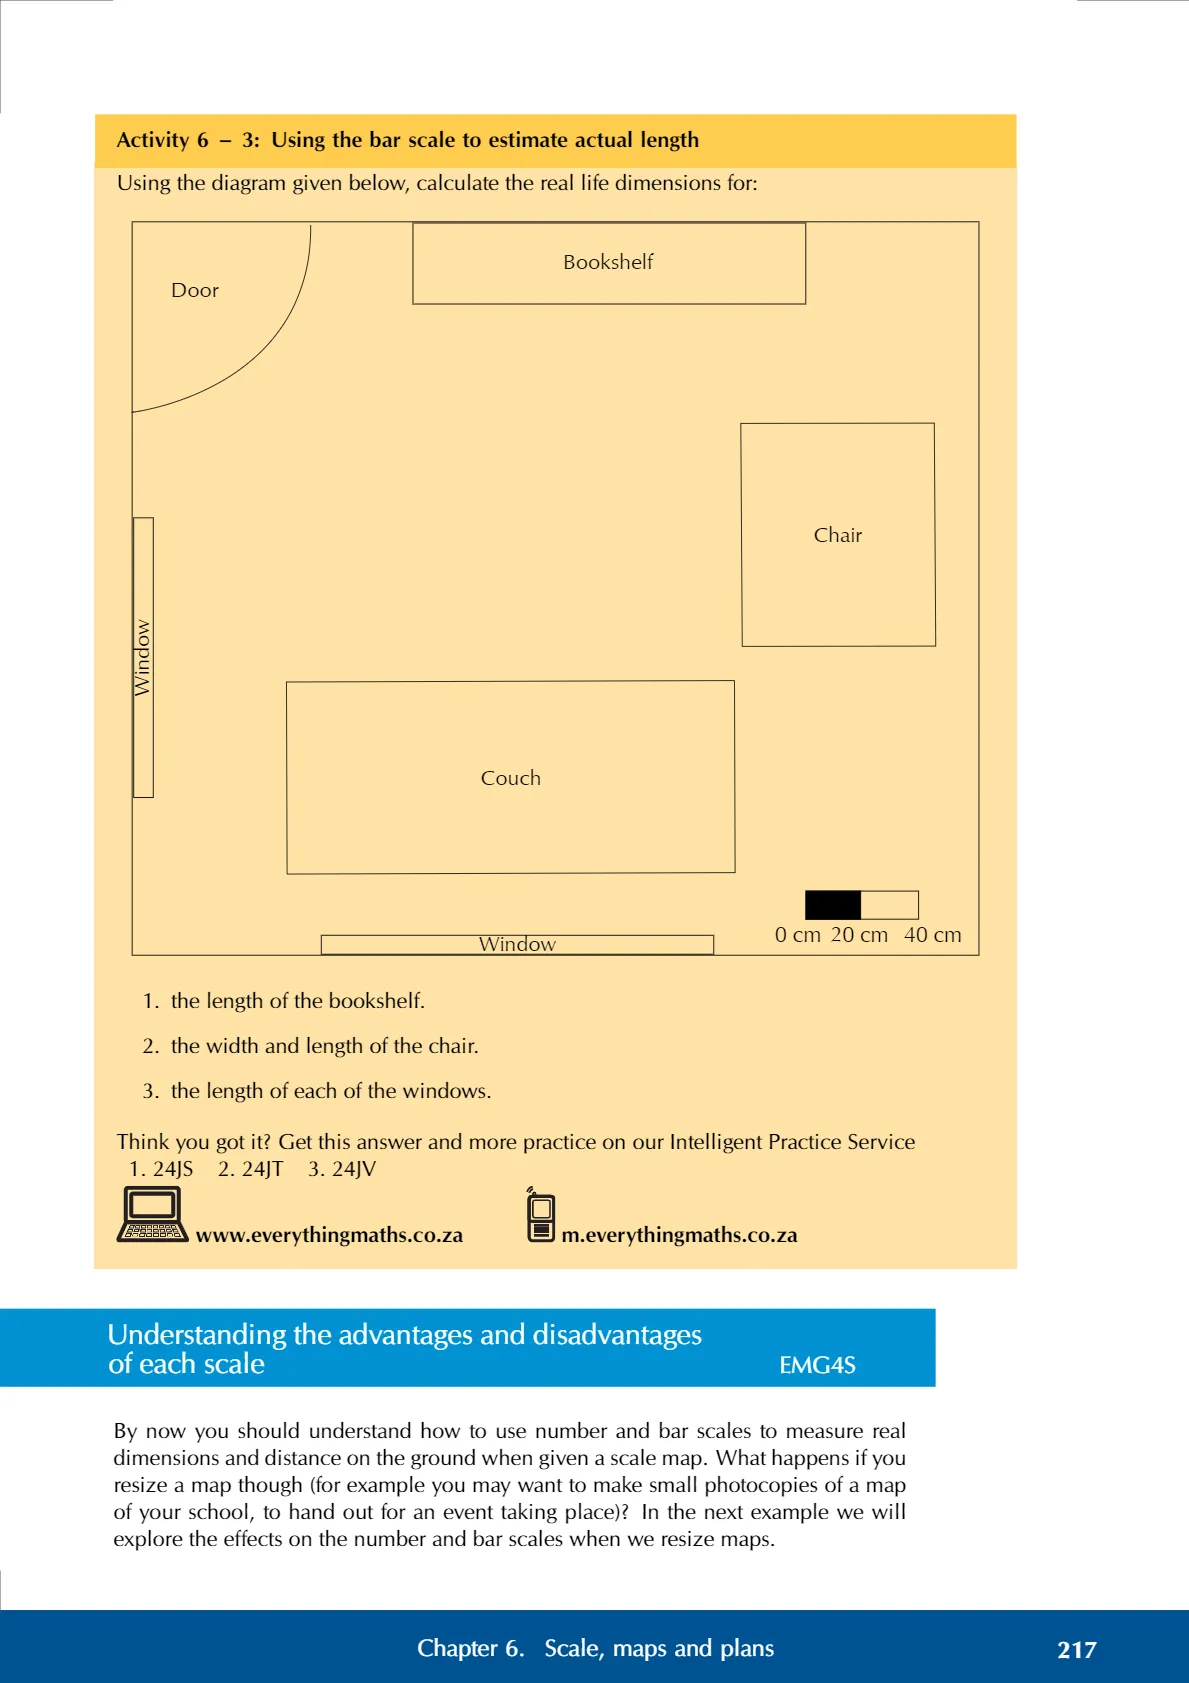 Activity 6 – 3: Using the bar scale to estimate actual length
Using the diagram given below, calculate the real life dimensions for:
Bookshelf
Door
Chair
Window
Couch
0 cm 20 cm 40 cm
Window
1. the length of the bookshelf.
2. the width and length of the chair.
3. the length of each of the windows.
Think you got it? Get this answer and more practice on our Intelligent Practice Service
1. 24JS 2. 24JT 3. 24JV
www.everythingmaths.co.za m.everythingmaths.co.za
Understanding the advantages and disadvantages
of each scale EMG4S
By now you should understand how to use number and bar scales to measure real
dimensions and distance on the ground when given a scale map. What happens if you
resize a map though (for example you may want to make small photocopies of a map
of your school, to hand out for an event taking place)? In the next example we will
explore the effects on the number and bar scales when we resize maps.
Chapter 6. Scale, maps and plans 217